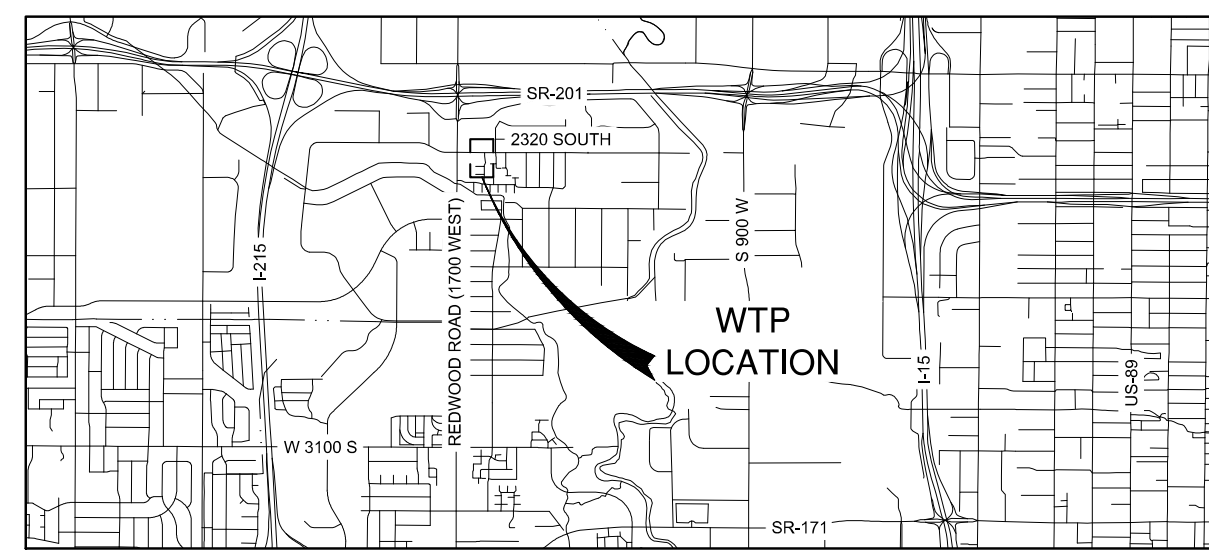 SR-201
2320 SOUTH
I-215
REDWOOD ROAD (1700 WEST)
S 900 W
WTP
LOCATION
I-15
US-89
W 3100 S
SR-171